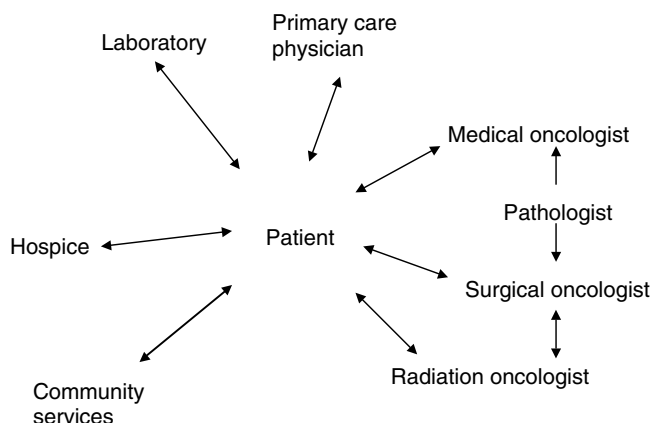 Laboratory
Primary care
physician
Medical oncologist
Pathologist
Hospice
Patient
Surgical oncologist
Radiation oncologist
Community
services